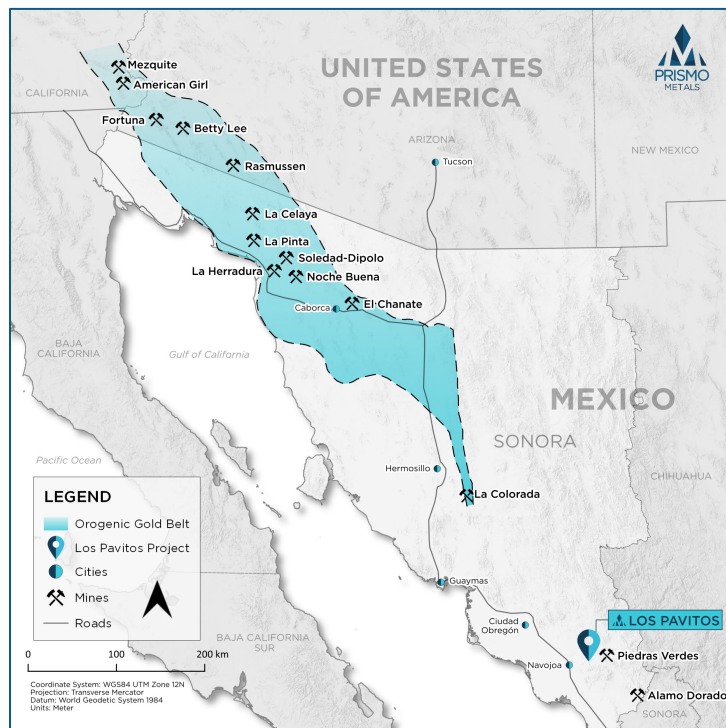 Mezquite
American Girl
CALIFORNIA
UNITED STATES
OF AMERICA
PRISMO
METALS
Fortuna
Betty Lee
ARIZONA
NEW MEXICO
Rasmussen
Tucson
La Celaya
La Pinta
Soledad-Dipolo
La Herradura
Noche Buena
El Chanate
Caborca
BAJA
CALIFORNIA
Gulf of California
MEXICO
SONORA
Pacific Ocean
Hermosillo
CHIHUAHUA
La Colorada
LEGEND
Orogenic Gold Belt
Los Pavitos Project
Cities
Mines
Roads
Guaymas
Ciudad
Obregón
LOS PAVITOS
BAJA CALIFORNIA
SUR
Navojoa
Piedras Verdes
0 100 200 km
Alamo Dorado
SONORA
Coordinate System: WGS84 UTM Zone 12N
Projection: Transverse Mercator
Datum: World Geodetic System 1984
Units: Meter